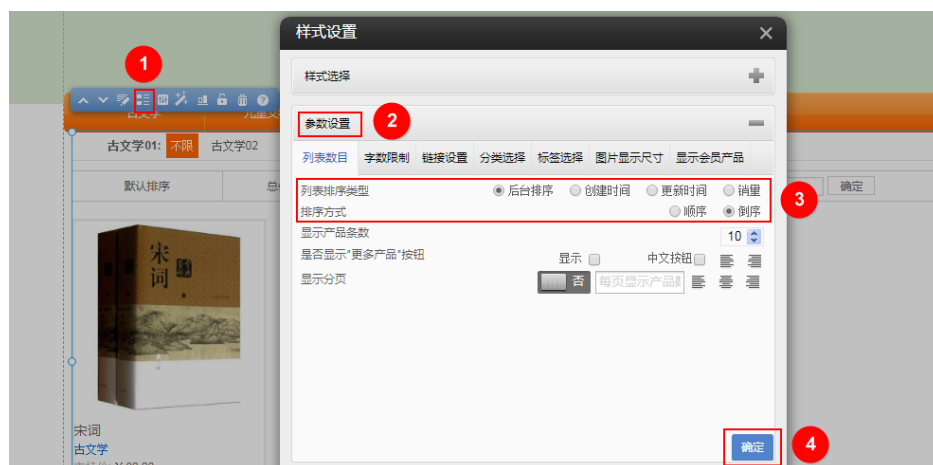 样式设置
1
样式选择
古文学
参数设置
2
古文学01: 不限 古文学02
列表数目 字数限制 链接设置 分类选择 标签选择 图片显示尺寸 显示会员产品
默认排序
列表排序类型 后台排序 创建时间 更新时间 销量
确定
3
排序方式 顺序 倒序
显示产品条数 10
是否显示"更多产品"按钮 显示 中文按钮
显示分页 否 每页显示产品
宋
词
宋词
古文学
确定
4